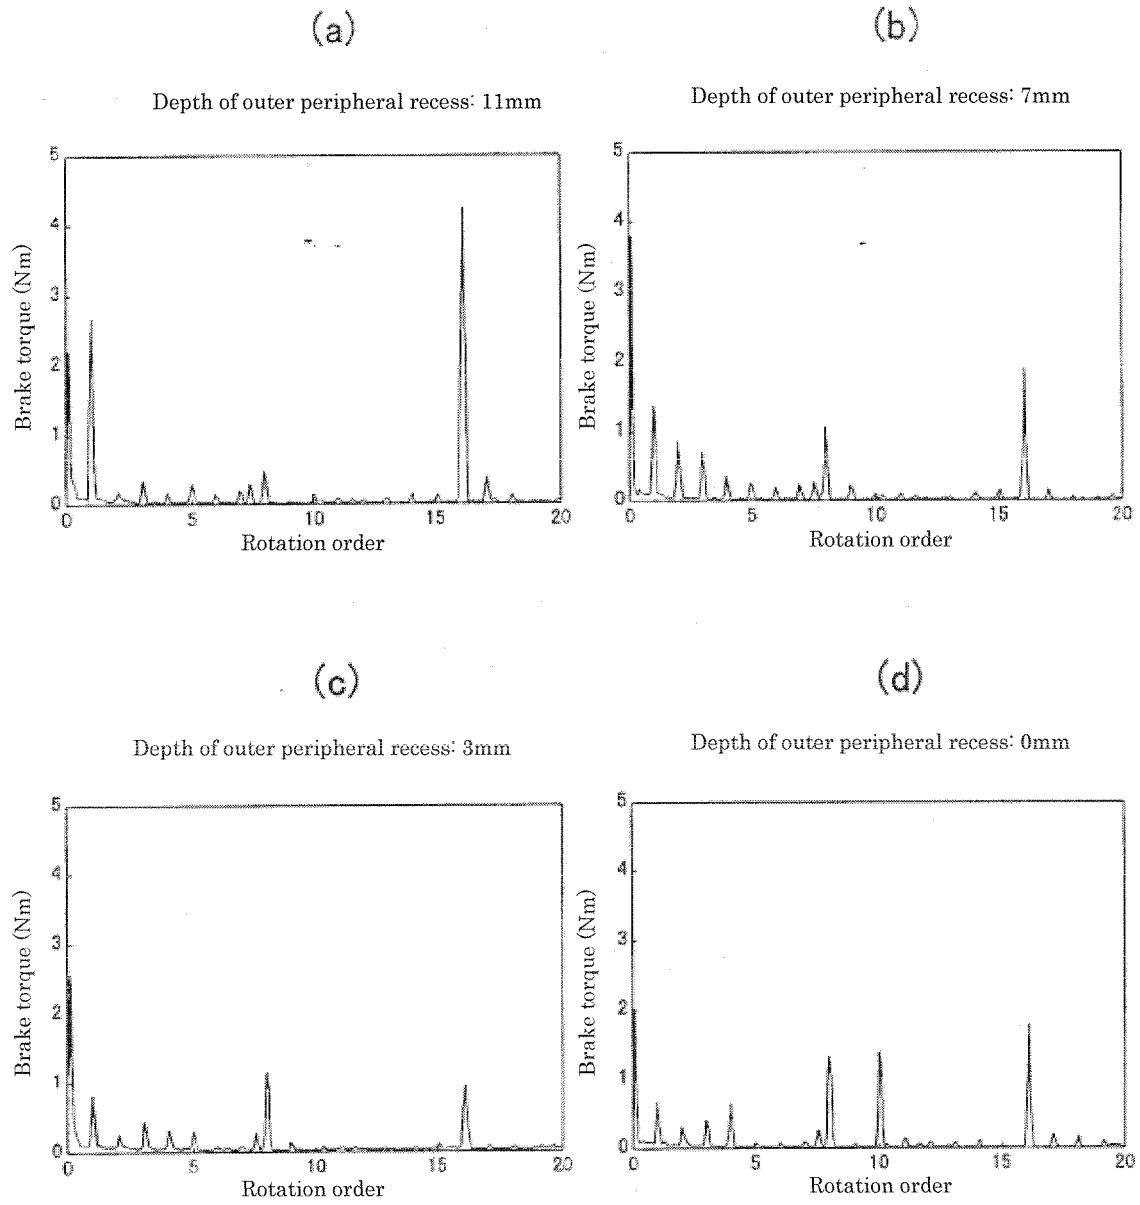 (a)
Depth of outer peripheral recess: 11mm
5
4
3
2
1
0
Brake torque (Nm)
0 5 10 15 20
Rotation order
(b)
Depth of outer peripheral recess: 7mm
5
4
3
2
1
0
Brake torque (Nm)
0 5 10 15 20
Rotation order
(c)
Depth of outer peripheral recess: 3mm
5
4
3
2
1
0
Brake torque (Nm)
0 5 10 15 20
Rotation order
(d)
Depth of outer peripheral recess: 0mm
5
4
3
2
1
0
Brake torque (Nm)
0 5 10 15 20
Rotation order